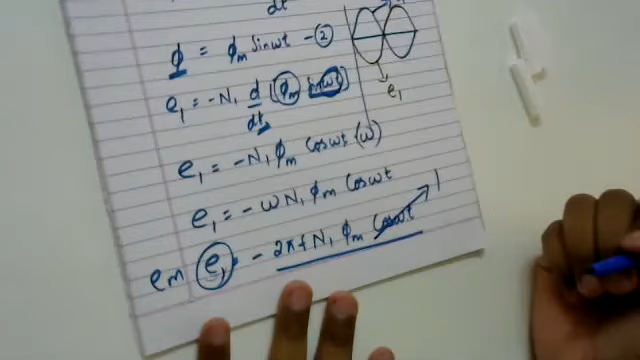 dt
ϕ = ϕm sinωt - ②
e₁ = -N₁ d/dt (ϕm sinωt)
e₁
e₁ = -N₁ ϕm cosωt (ω)
e₁ = -ωN₁ ϕm cosωt
em e₁ = - 2πf N₁ ϕm cosωt 1